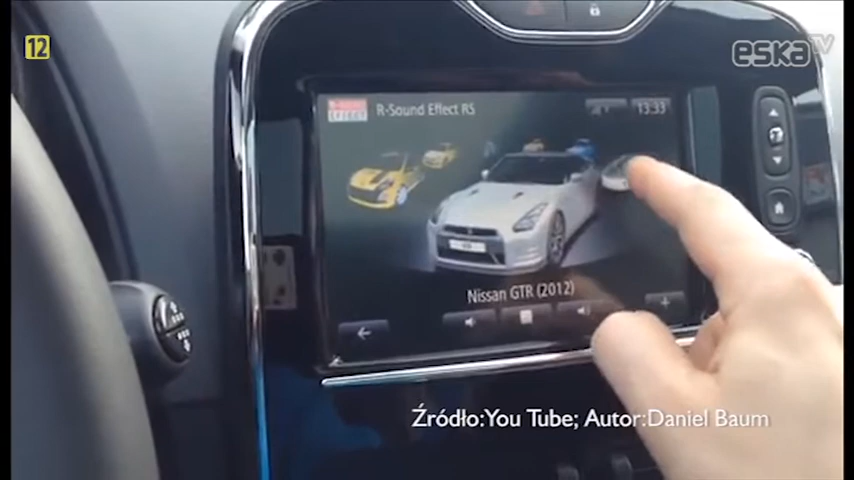 12
eska TV
R-Sound Effect RS
13:33
Nissan GTR (2012)
Źródło:You Tube; Autor:Daniel Baum